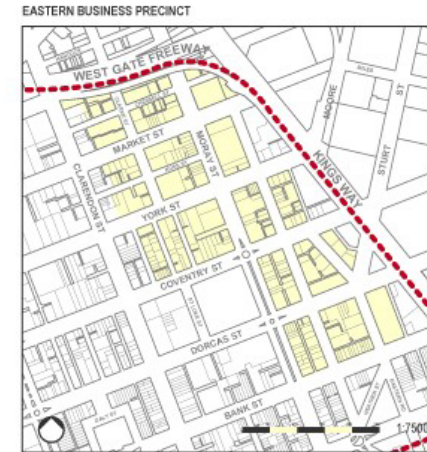 EASTERN BUSINESS PRECINCT
WEST GATE FREEWAY
MOORE
ST
STURT
MARKET ST
MORAY ST
KINGS WAY
CLARENDON ST
YORK ST
COVENTRY ST
DORCAS ST
BANK ST
1:7500